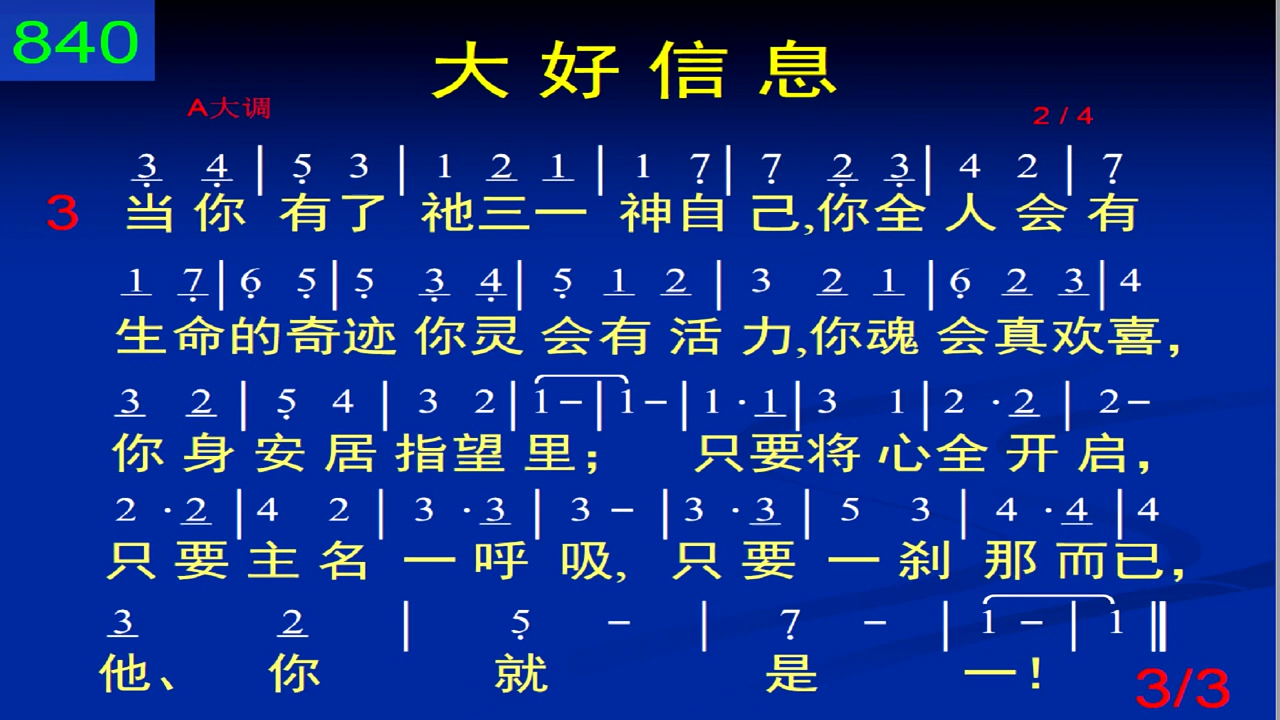 840
大好信息
A大调 2/4
3 4 | 5 3 | 1 2 1 | 1 7 | 7 2 3 | 4 2 | 7
3 当你有了祂三一神自己,你全人会有
1 7 | 6 5 | 5 3 4 | 5 1 2 | 3 2 1 | 6 2 3 | 4
生命的奇迹你灵会有活力,你魂会真欢喜,
3 2 | 5 4 | 3 2 | 1 – | 1 – | 1 · 1 | 3 1 | 2 · 2 | 2 –
你身安居指望里; 只要将心全开启,
2 · 2 | 4 2 | 3 · 3 | 3 – | 3 · 3 | 5 3 | 4 · 4 | 4
只要主名一呼吸, 只要一刹那而已,
3 2 | 5 – | 7 – | 1 – | 1 ‖
他、你就是一!
3/3